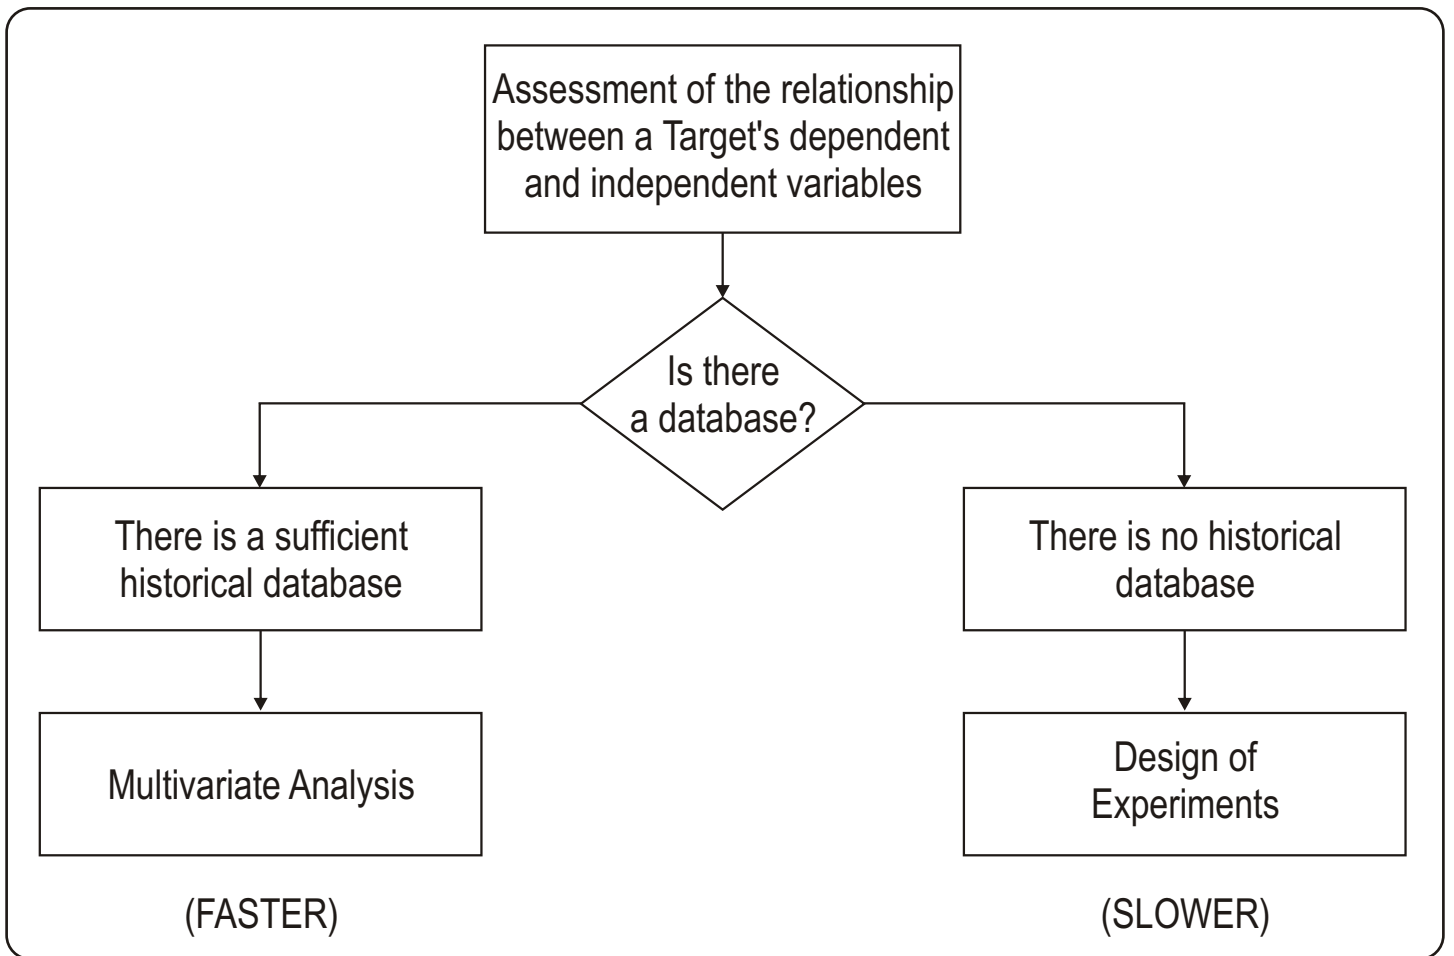 Assessment of the relationship
between a Target's dependent
and independent variables
Is there
a database?
There is a sufficient
historical database
There is no historical
database
Multivariate Analysis
Design of
Experiments
(FASTER)
(SLOWER)